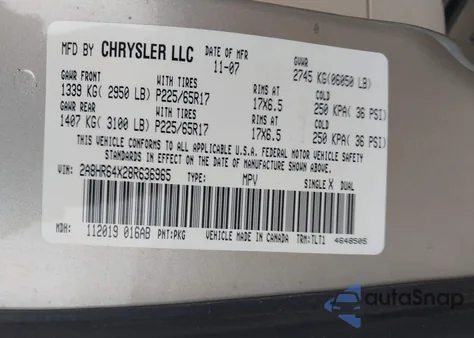 MFD BY CHRYSLER LLC DATE OF MFR GVWR
11-07 2745 KG(06050 LB)
GAWR FRONT WITH TIRES RIMS AT COLD
1339 KG( 2950 LB) P225/65R17 17X6.5 250 KPA( 36 PSI)
GAWR REAR WITH TIRES RIMS AT COLD
1407 KG( 3100 LB) P225/65R17 17X6.5 250 KPA( 36 PSI)
THIS VEHICLE CONFORMS TO ALL APPLICABLE U.S.A. FEDERAL MOTOR VEHICLE SAFETY
STANDARDS IN EFFECT ON THE DATE OF MANUFACTURE SHOWN ABOVE.
VIN: 2A8HR64X28R636965 TYPE: MPV SINGLE X DUAL
MDH: 112019 016AB PNT:PKG VEHICLE MADE IN CANADA TRM:TLT1 4648505
autoSnap